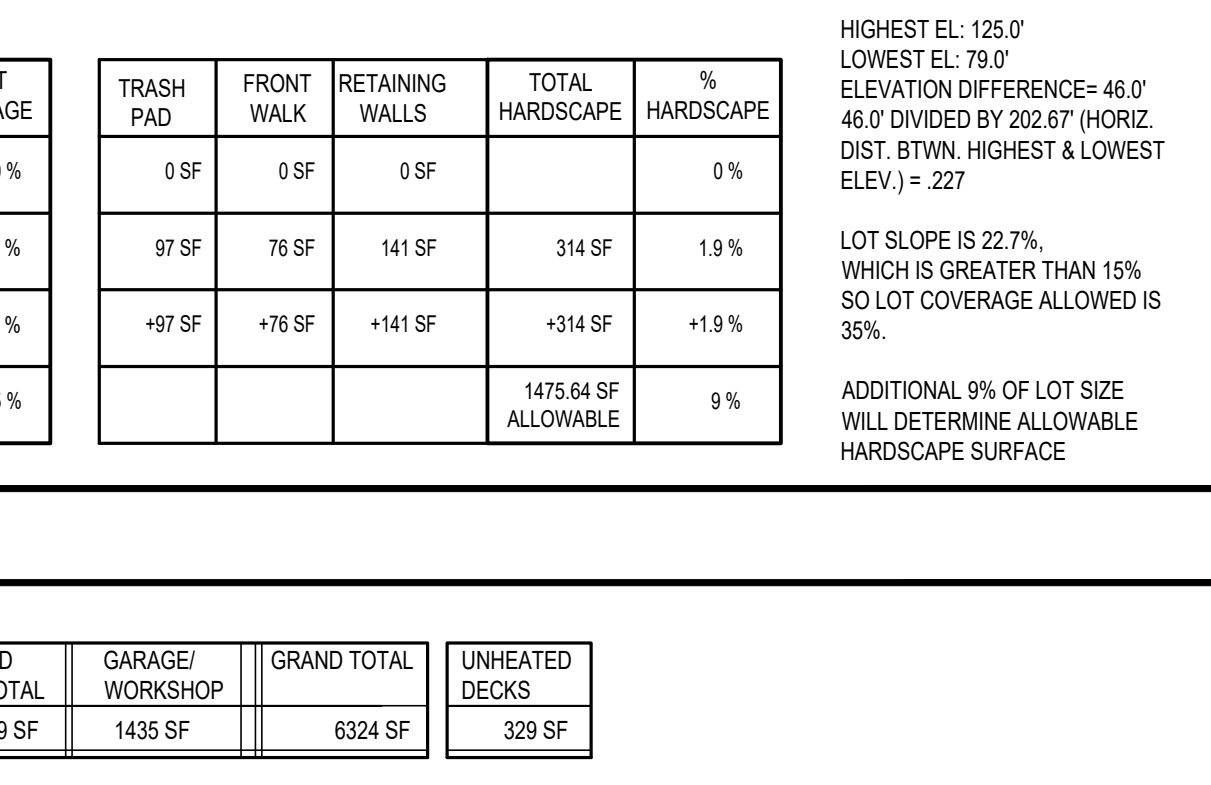 TRASH PAD FRONT WALK RETAINING WALLS TOTAL HARDSCAPE % HARDSCAPE
% 0 SF 0 SF 0 SF 0 %
% 97 SF 76 SF 141 SF 314 SF 1.9 %
% +97 SF +76 SF +141 SF +314 SF +1.9 %
% 1475.64 SF ALLOWABLE 9 %
HIGHEST EL: 125.0'
LOWEST EL: 79.0'
ELEVATION DIFFERENCE= 46.0'
46.0' DIVIDED BY 202.67' (HORIZ.
DIST. BTWN. HIGHEST & LOWEST
ELEV.) = .227
LOT SLOPE IS 22.7%,
WHICH IS GREATER THAN 15%
SO LOT COVERAGE ALLOWED IS
35%.
ADDITIONAL 9% OF LOT SIZE
WILL DETERMINE ALLOWABLE
HARDSCAPE SURFACE
GARAGE/ WORKSHOP GRAND TOTAL UNHEATED DECKS
9 SF 1435 SF 6324 SF 329 SF